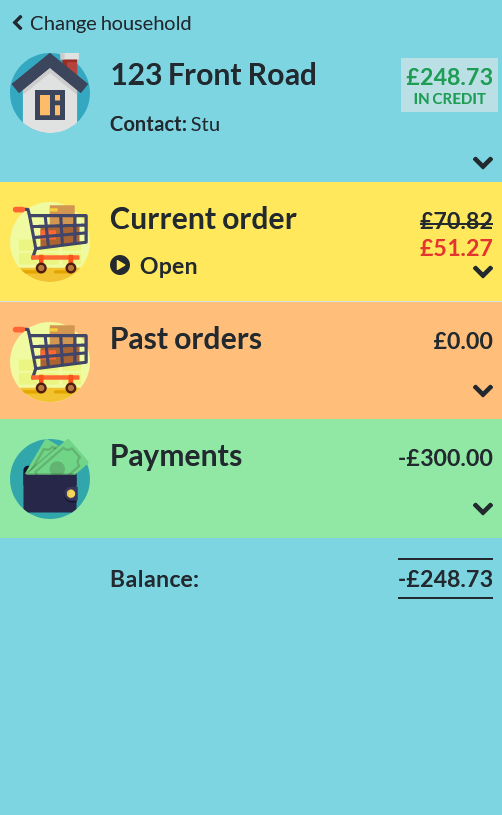 Change household
123 Front Road
£248.73
IN CREDIT
Contact: Stu
Current order
£70.82
£51.27
Open
Past orders
£0.00
Payments
-£300.00
Balance:
-£248.73